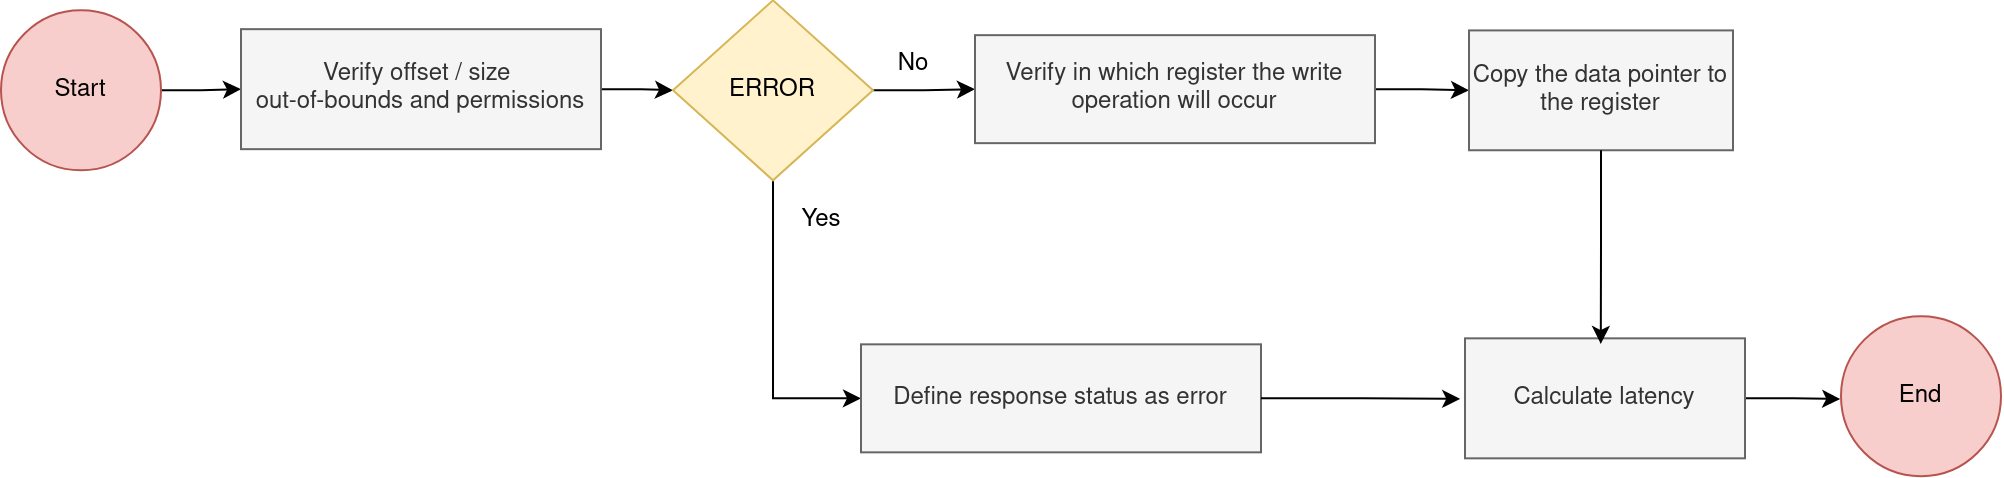 Start
Verify offset / size
out-of-bounds and permissions
ERROR
No
Verify in which register the write
operation will occur
Copy the data pointer to
the register
Yes
Define response status as error
Calculate latency
End